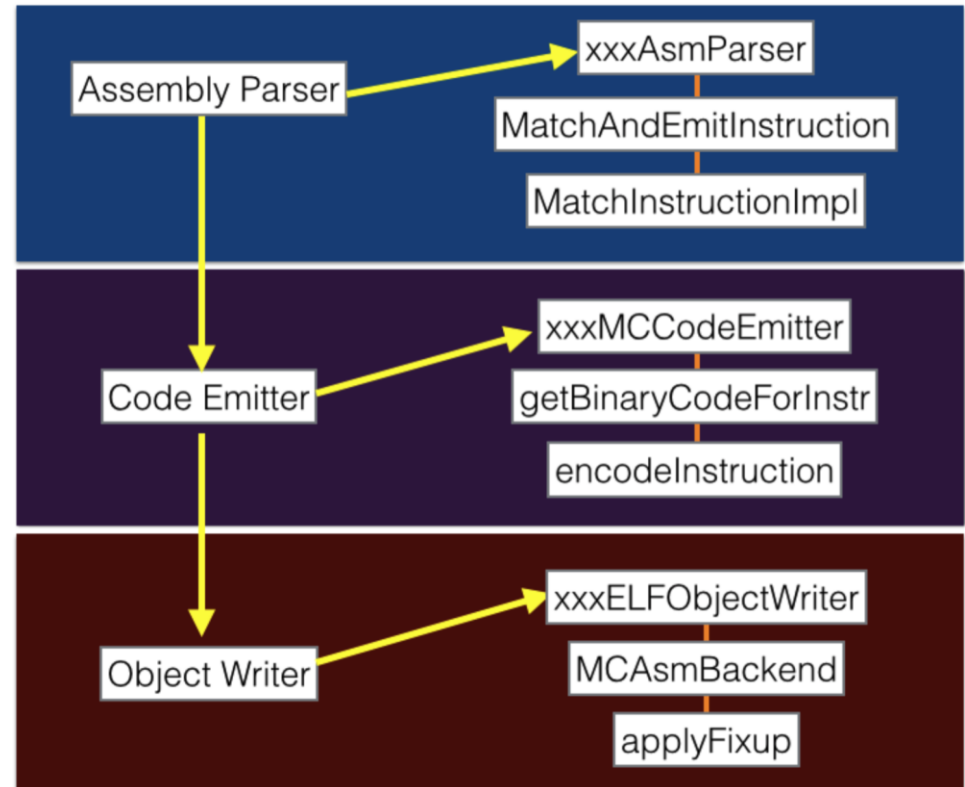 Assembly Parser
xxxAsmParser
MatchAndEmitInstruction
MatchInstructionImpl
Code Emitter
xxxMCCodeEmitter
getBinaryCodeForInstr
encodeInstruction
Object Writer
xxxELFObjectWriter
MCAsmBackend
applyFixup